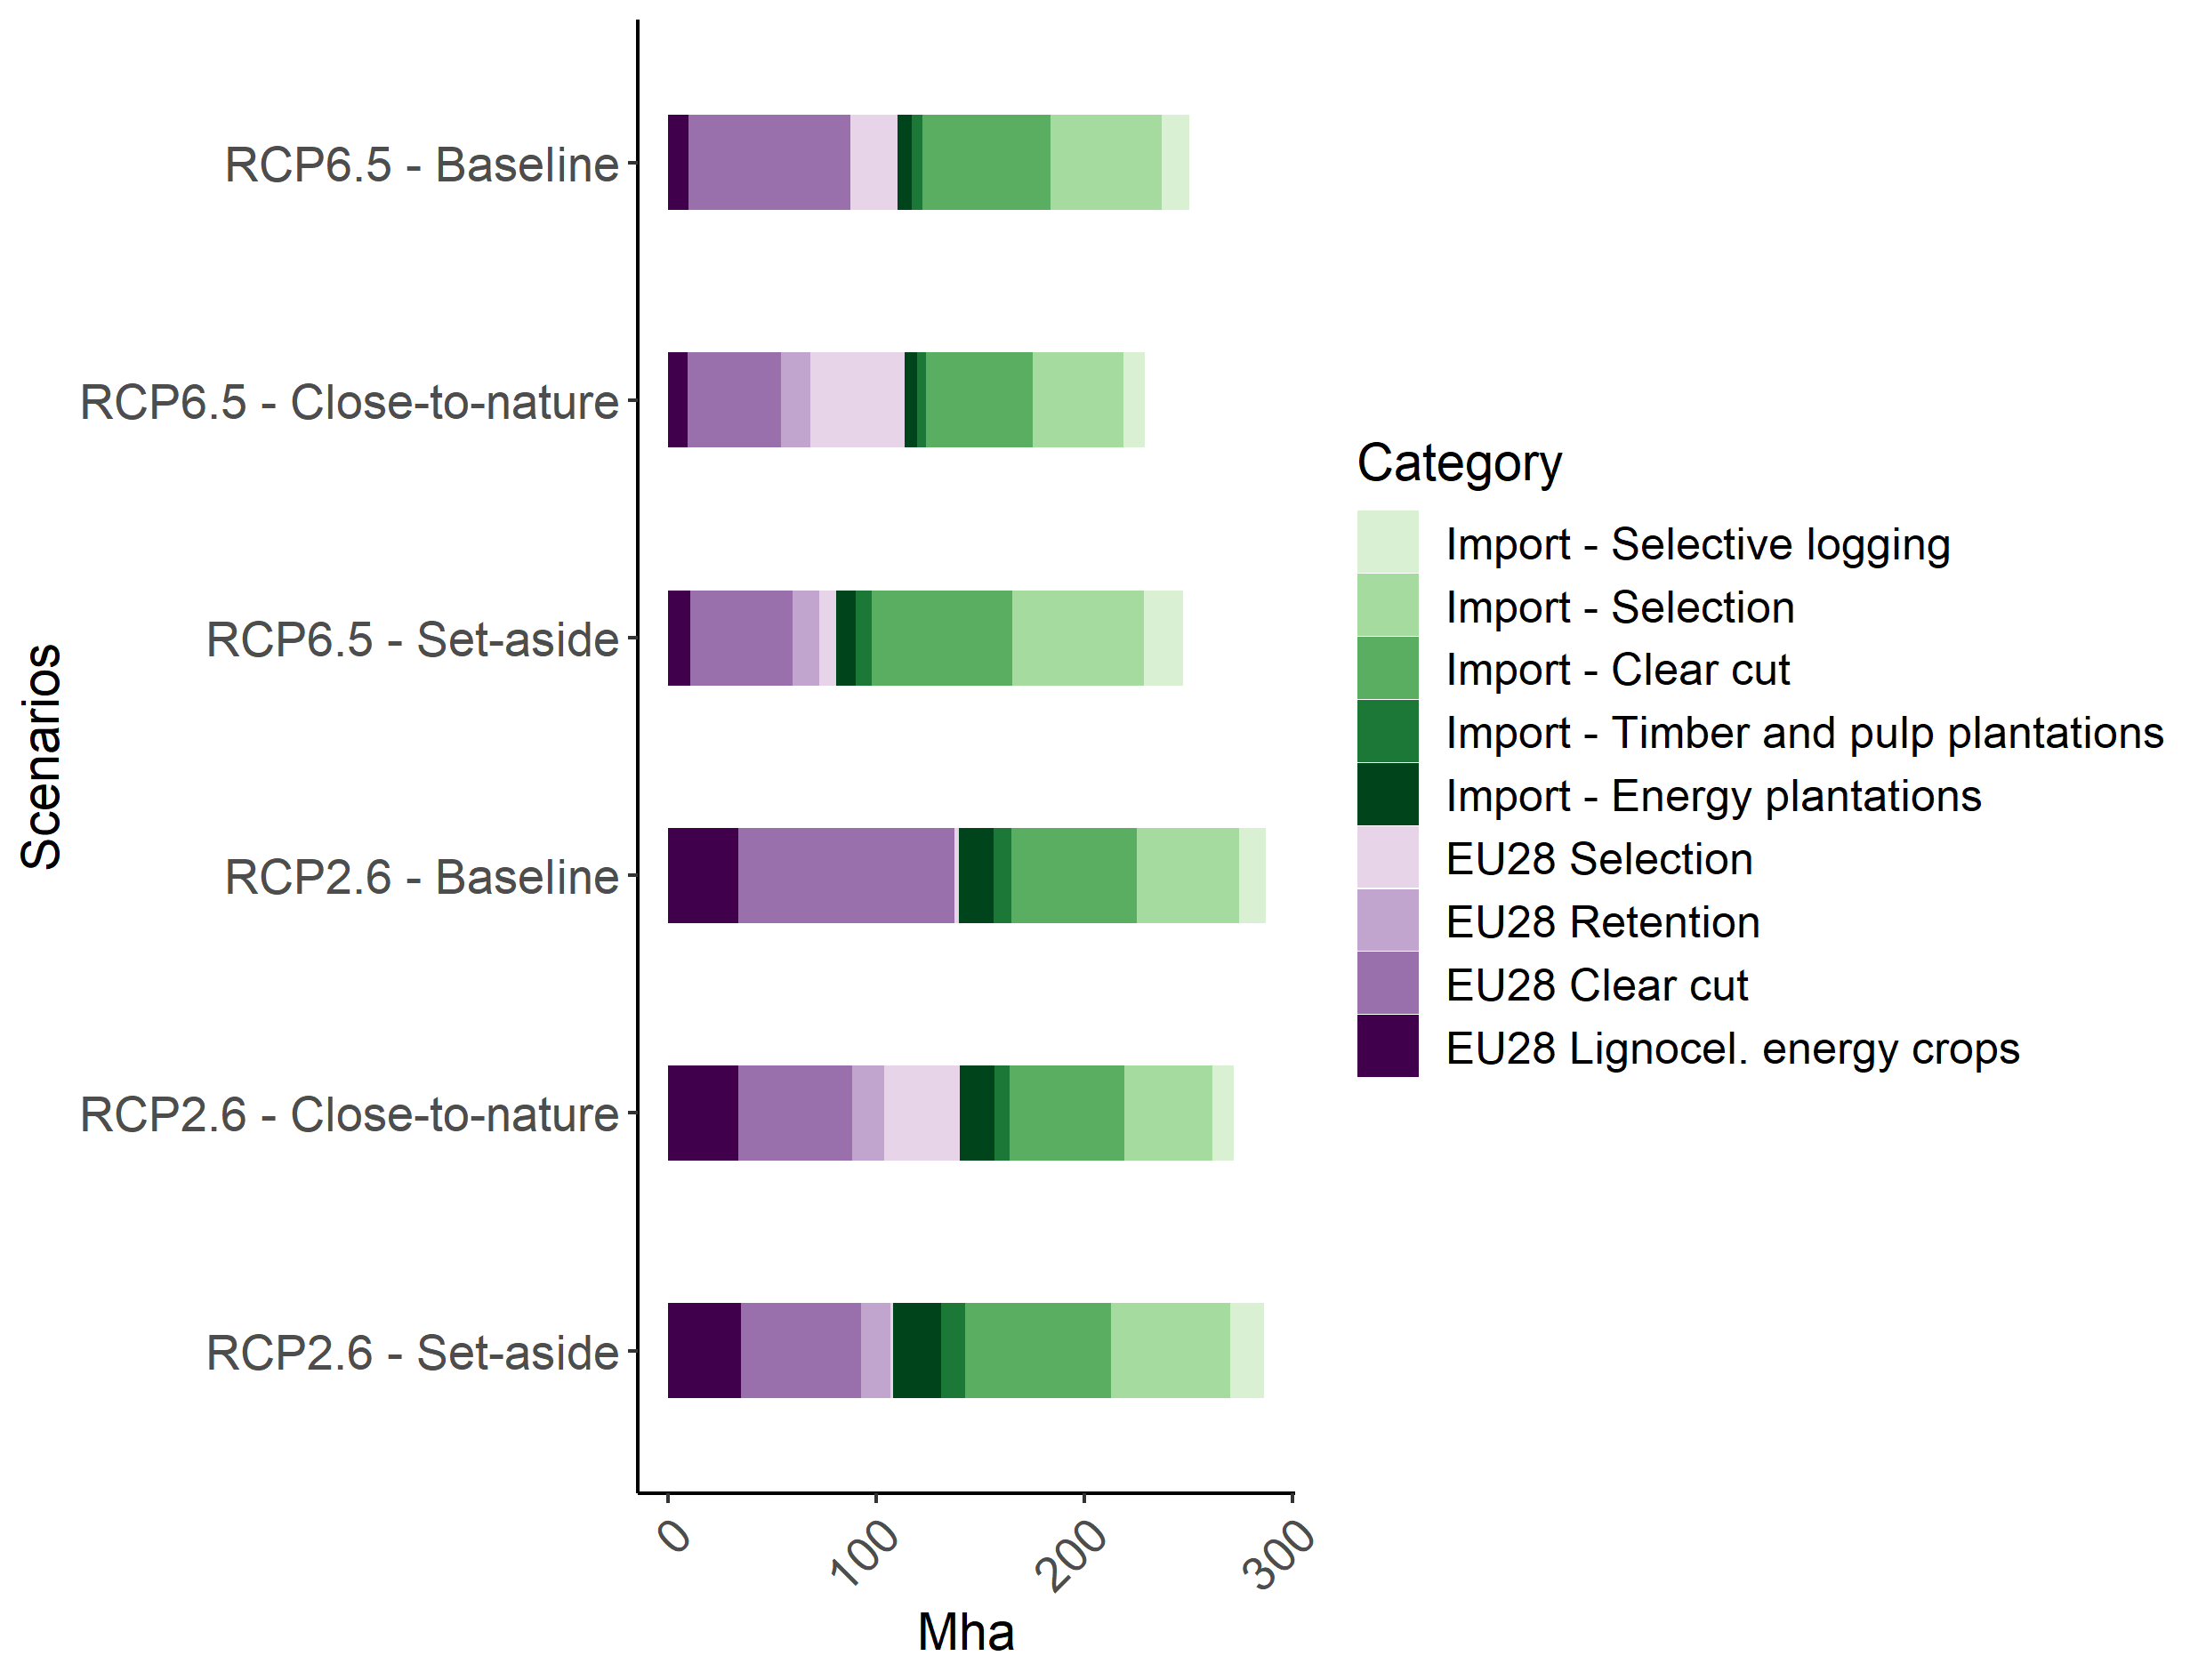 RCP6.5 - Baseline
RCP6.5 - Close-to-nature
RCP6.5 - Set-aside
RCP2.6 - Baseline
RCP2.6 - Close-to-nature
RCP2.6 - Set-aside
Scenarios
0
100
200
300
Mha
Category
Import - Selective logging
Import - Selection
Import - Clear cut
Import - Timber and pulp plantations
Import - Energy plantations
EU28 Selection
EU28 Retention
EU28 Clear cut
EU28 Lignocel. energy crops